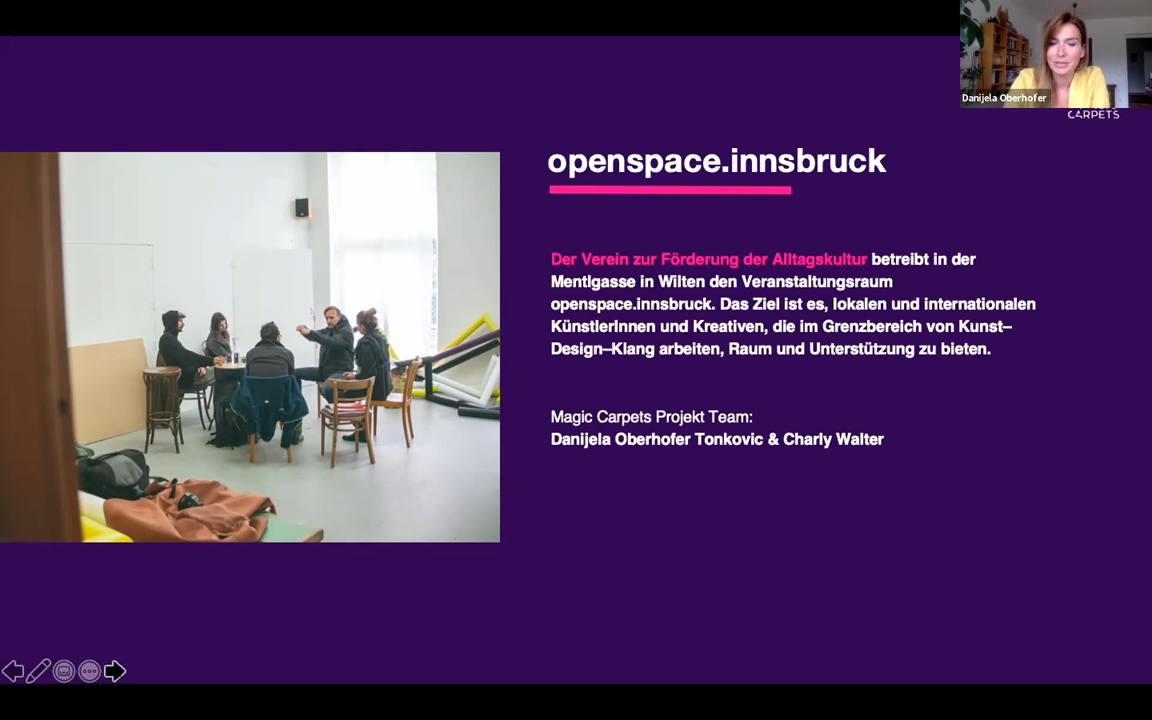 Danijela Oberhofer
CARPETS
openspace.innsbruck
Der Verein zur Förderung der Alltagskultur betreibt in der
Mentlgasse in Wilten den Veranstaltungsraum
openspace.innsbruck. Das Ziel ist es, lokalen und internationalen
KünstlerInnen und Kreativen, die im Grenzbereich von Kunst–
Design–Klang arbeiten, Raum und Unterstützung zu bieten.
Magic Carpets Projekt Team:
Danijela Oberhofer Tonkovic & Charly Walter